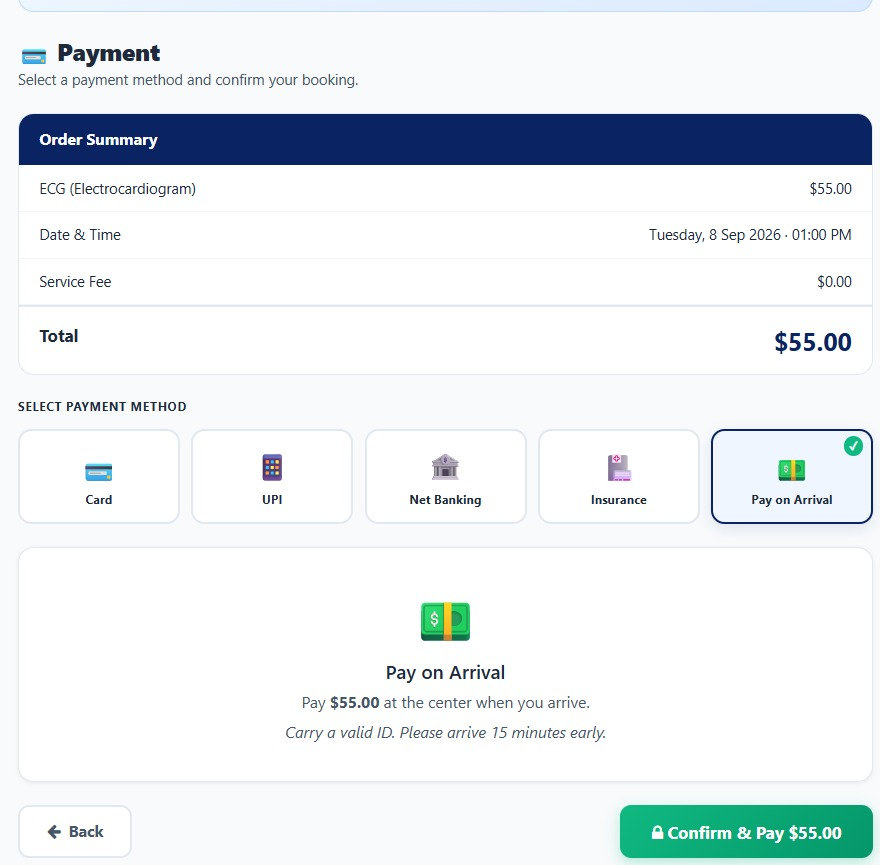 Payment
Select a payment method and confirm your booking.
Order Summary
ECG (Electrocardiogram) $55.00
Date & Time Tuesday, 8 Sep 2026 · 01:00 PM
Service Fee $0.00
Total $55.00
SELECT PAYMENT METHOD
Card UPI Net Banking Insurance Pay on Arrival
Pay on Arrival
Pay $55.00 at the center when you arrive.
Carry a valid ID. Please arrive 15 minutes early.
← Back Confirm & Pay $55.00